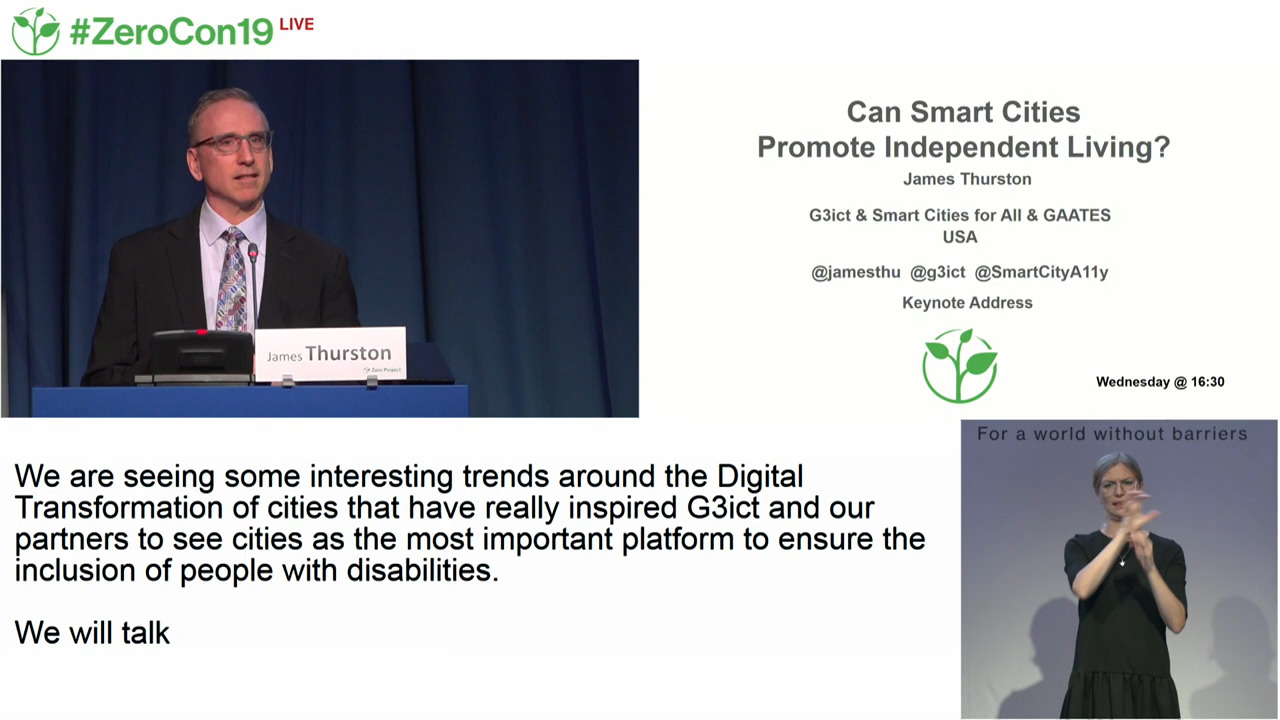 #ZeroCon19 LIVE
Can Smart Cities
Promote Independent Living?
James Thurston
G3ict & Smart Cities for All & GAATES
USA
@jamesthu @g3ict @SmartCityA11y
Keynote Address
Wednesday @ 16:30
James Thurston
Zero Project
We are seeing some interesting trends around the Digital
Transformation of cities that have really inspired G3ict and our
partners to see cities as the most important platform to ensure the
inclusion of people with disabilities.
We will talk
For a world without barriers